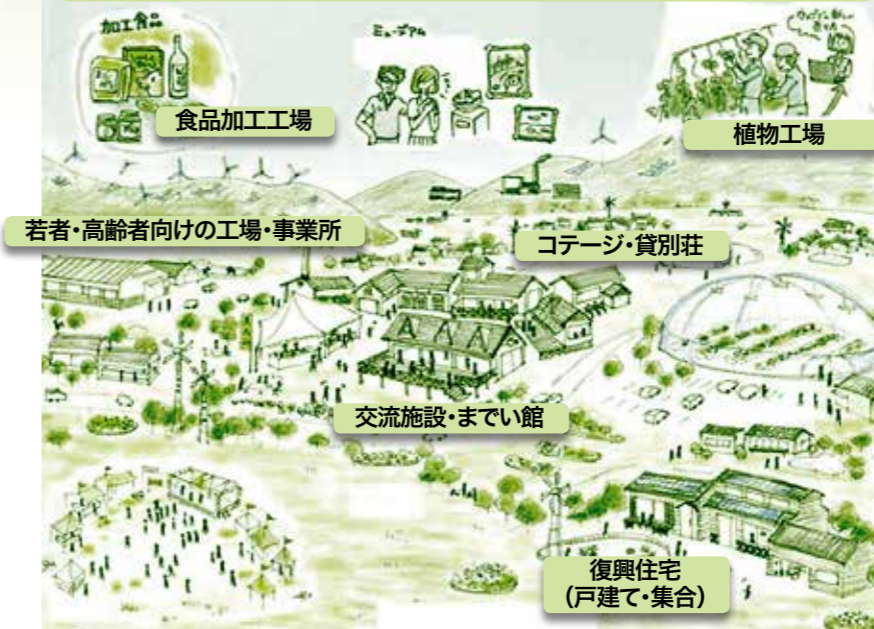 加工食品
ミュージアム
食品加工工場
植物工場
若者・高齢者向けの工場・事業所
コテージ・貸別荘
交流施設・までい館
復興住宅
（戸建て・集合）